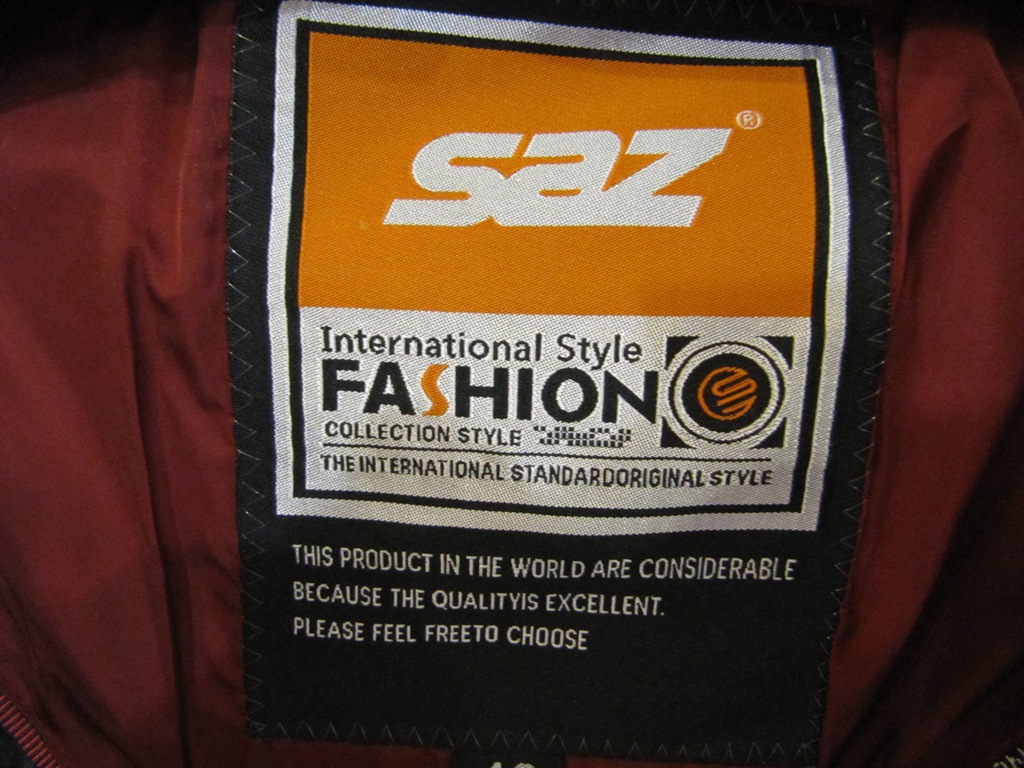 saz®
International Style
FASHION
COLLECTION STYLE
THE INTERNATIONAL STANDARDORIGINAL STYLE
THIS PRODUCT IN THE WORLD ARE CONSIDERABLE
BECAUSE THE QUALITYIS EXCELLENT.
PLEASE FEEL FREETO CHOOSE